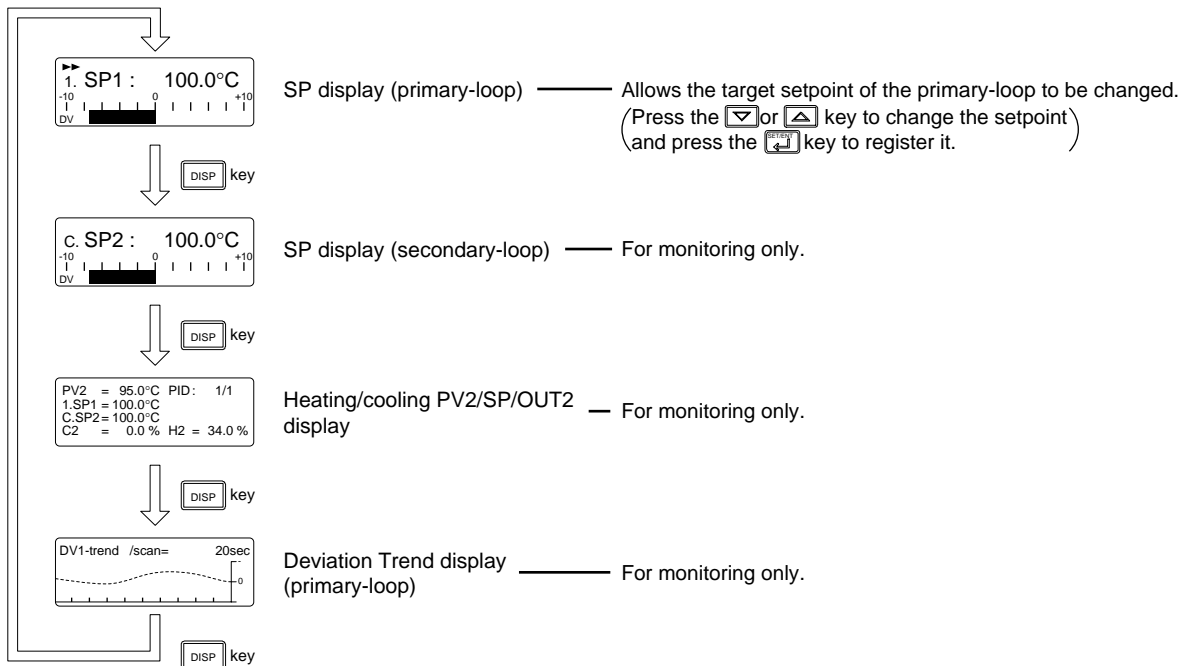 1. SP1 : 100.0°C
-10 0 +10
DV
SP display (primary-loop)
Allows the target setpoint of the primary-loop to be changed.
(Press the ▽ or △ key to change the setpoint
and press the SET/ENT key to register it.)
DISP key
C. SP2 : 100.0°C
-10 0 +10
DV
SP display (secondary-loop)
For monitoring only.
DISP key
PV2 = 95.0°C PID : 1/1
1.SP1 = 100.0°C
C.SP2 = 100.0°C
C2 = 0.0 % H2 = 34.0 %
Heating/cooling PV2/SP/OUT2
display
For monitoring only.
DISP key
DV1-trend /scan= 20sec
0
Deviation Trend display
(primary-loop)
For monitoring only.
DISP key